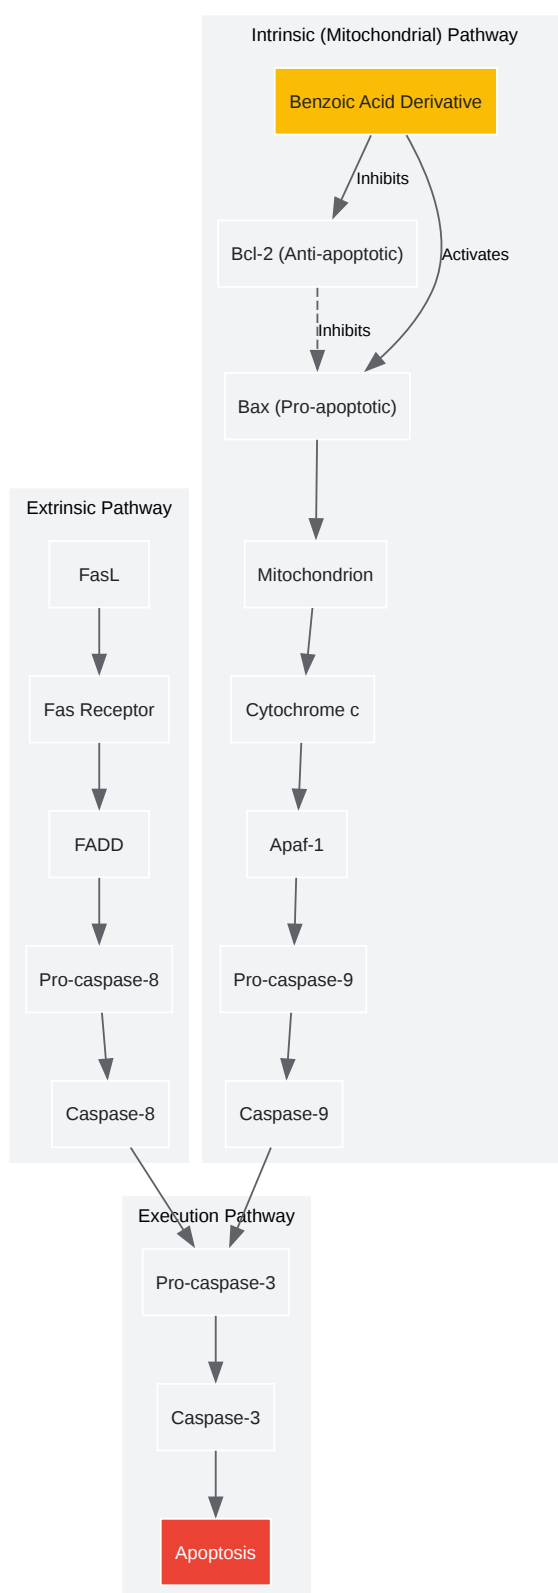 Intrinsic (Mitochondrial) Pathway
Benzoic Acid Derivative
Inhibits
Bcl-2 (Anti-apoptotic)
Activates
Inhibits
Bax (Pro-apoptotic)
Extrinsic Pathway
FasL
Mitochondrion
Fas Receptor
Cytochrome c
FADD
Apaf-1
Pro-caspase-8
Pro-caspase-9
Caspase-8
Caspase-9
Execution Pathway
Pro-caspase-3
Caspase-3
Apoptosis